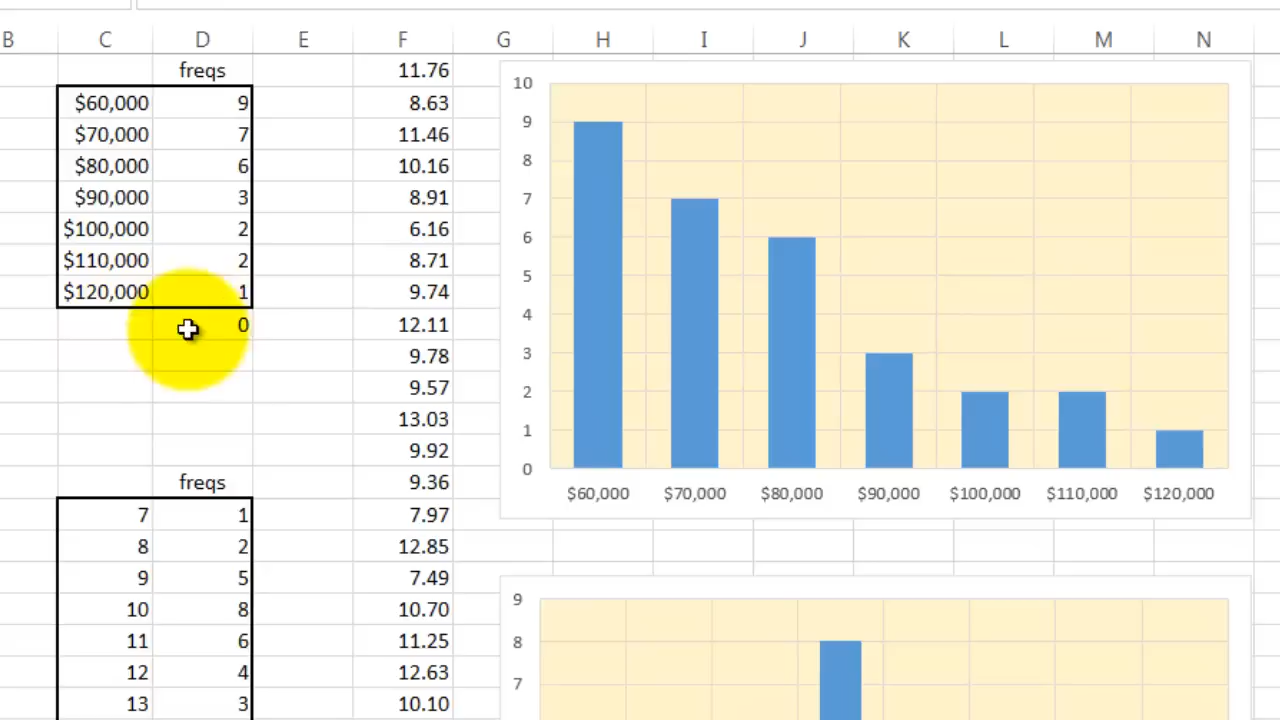 B C D E F G H I J K L M N
freqs 11.76
$60,000 9 8.63
$70,000 7 11.46
$80,000 6 10.16
$90,000 3 8.91
$100,000 2 6.16
$110,000 2 8.71
$120,000 1 9.74
0 12.11
9.78
9.57
13.03
9.92
freqs 9.36
7 1 7.97
8 2 12.85
9 5 7.49
10 8 10.70
11 6 11.25
12 4 12.63
13 3 10.10
10
9
8
7
6
5
4
3
2
1
0
$60,000 $70,000 $80,000 $90,000 $100,000 $110,000 $120,000
9
8
7